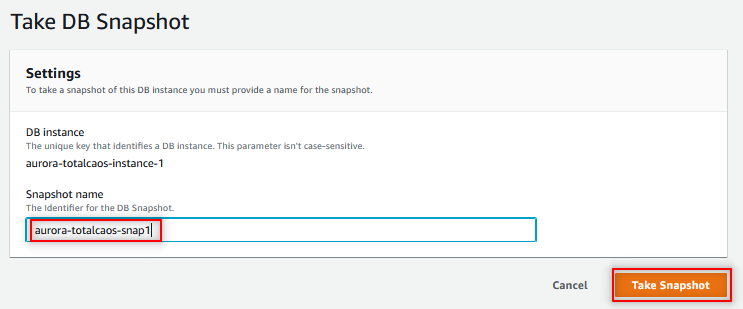 Take DB Snapshot
Settings
To take a snapshot of this DB instance you must provide a name for the snapshot.
DB instance
The unique key that identifies a DB instance. This parameter isn't case-sensitive.
aurora-totalcaos-instance-1
Snapshot name
The Identifier for the DB Snapshot.
aurora-totalcaos-snap1
Cancel Take Snapshot